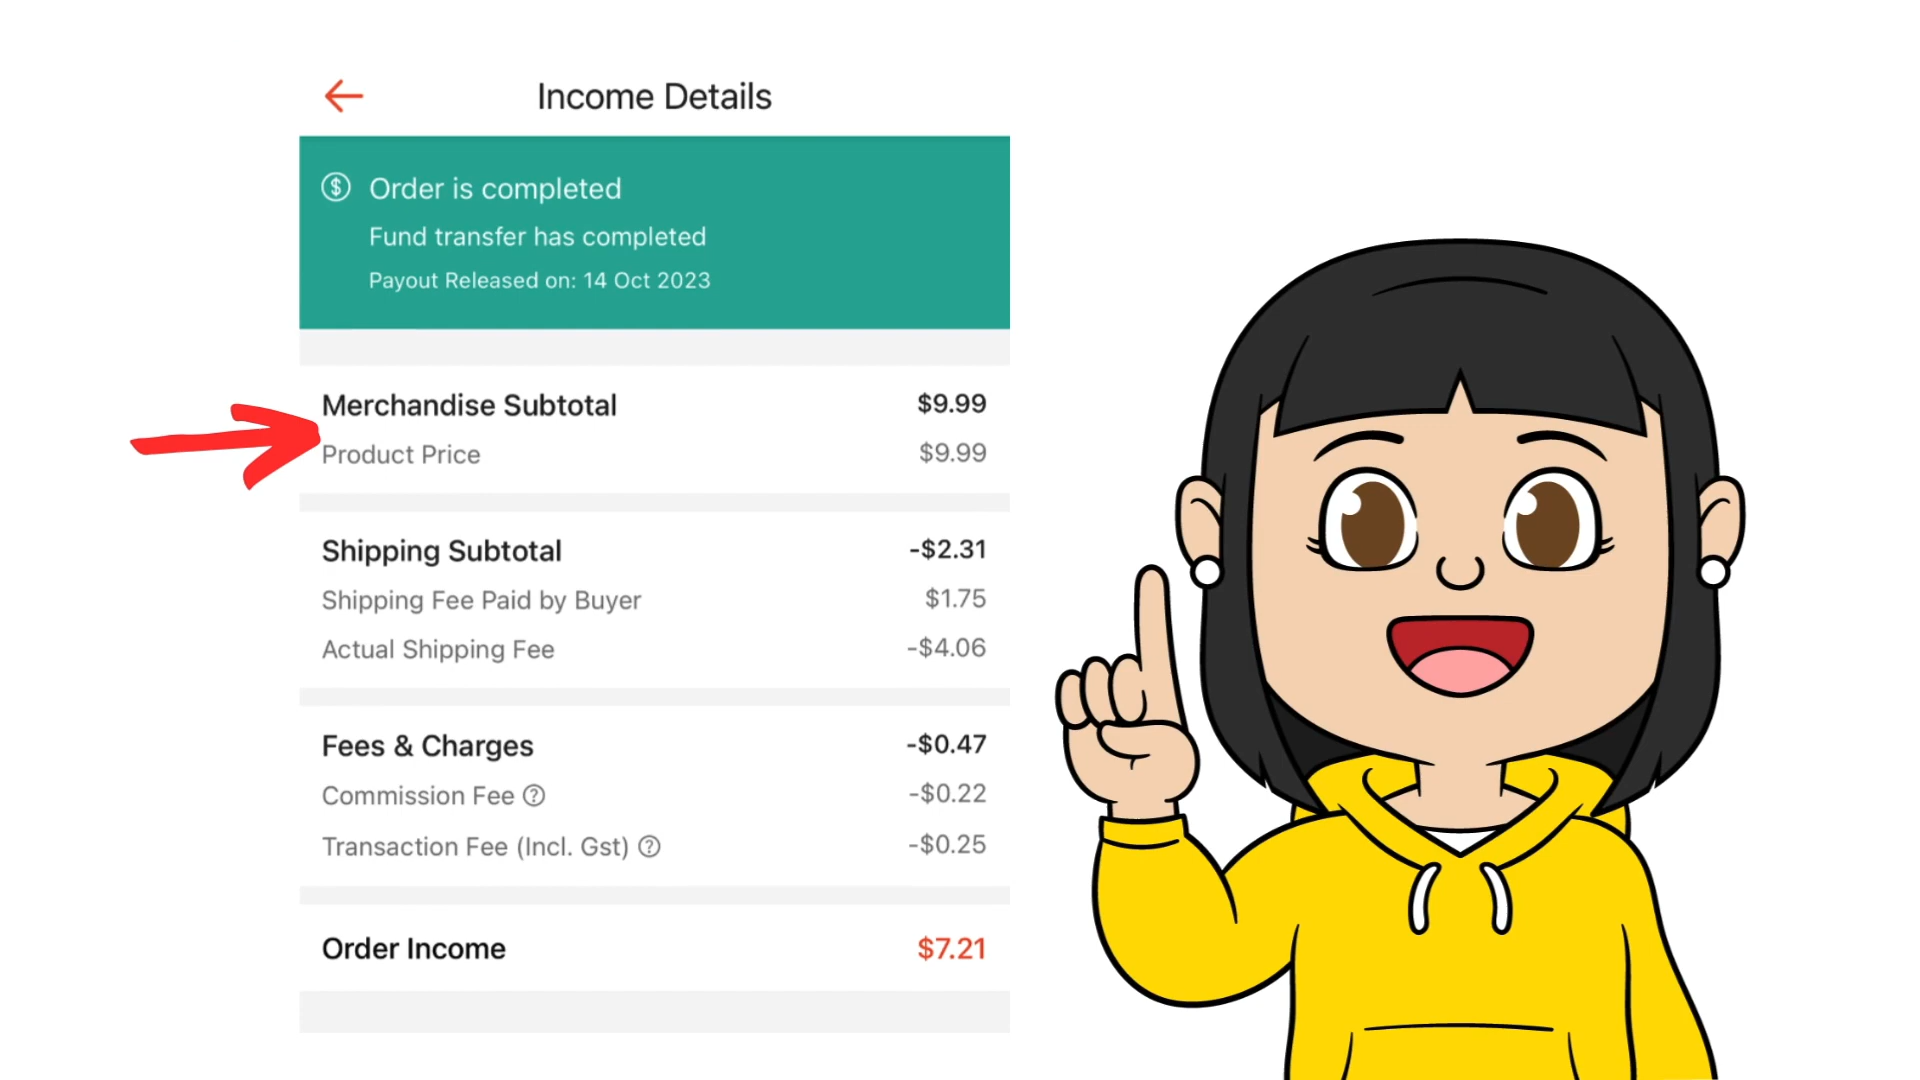 Income Details
Order is completed
Fund transfer has completed
Payout Released on: 14 Oct 2023
Merchandise Subtotal $9.99
Product Price $9.99
Shipping Subtotal -$2.31
Shipping Fee Paid by Buyer $1.75
Actual Shipping Fee -$4.06
Fees & Charges -$0.47
Commission Fee ? -$0.22
Transaction Fee (Incl. Gst) ? -$0.25
Order Income $7.21